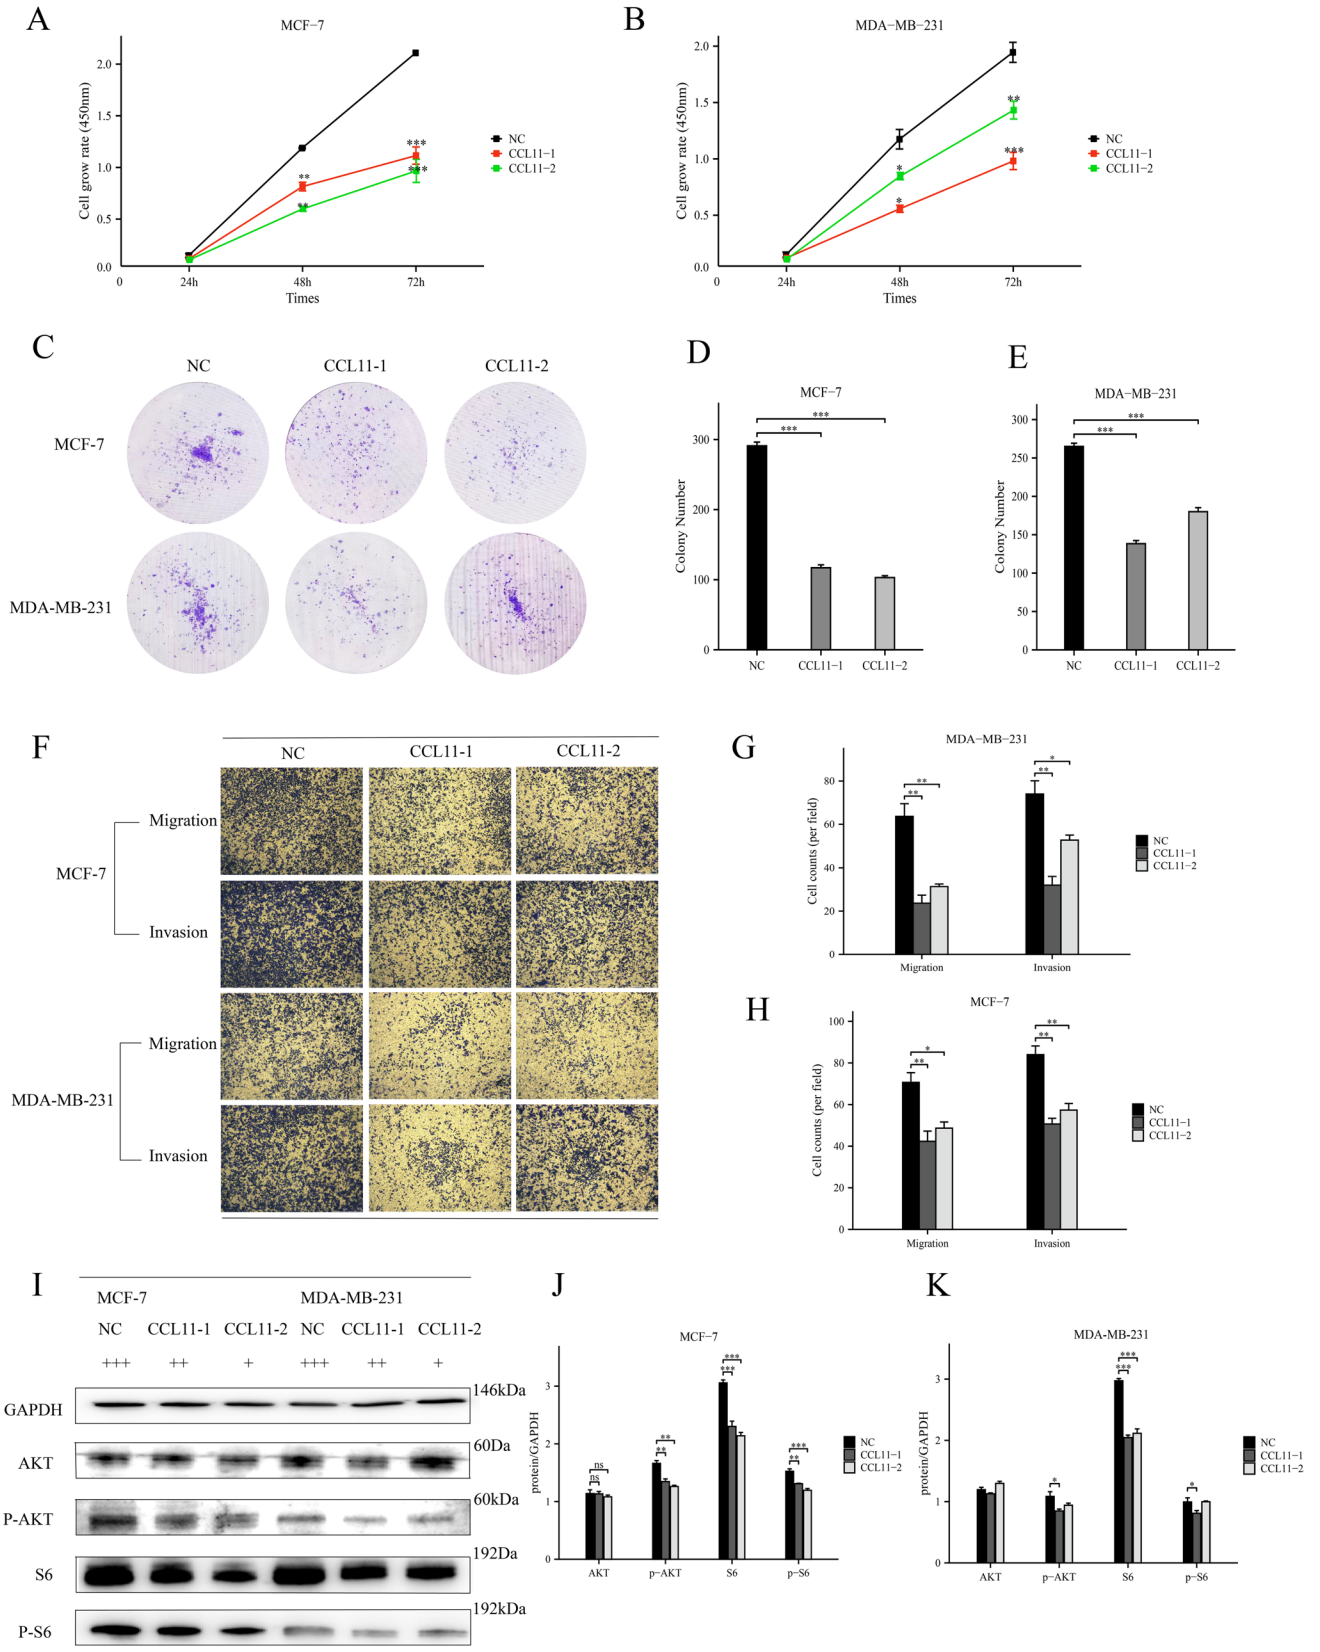 A
MCF−7
Cell grow rate (450nm)
2.0
1.5
1.0
0.5
0.0
0
24h
48h
72h
Times
**
**
***
***
NC
CCL11−1
CCL11−2
B
MDA−MB−231
Cell grow rate (450nm)
2.0
1.5
1.0
0.5
0.0
0
24h
48h
72h
Times
*
*
**
***
NC
CCL11−1
CCL11−2
C
NC CCL11-1 CCL11-2
MCF-7
MDA-MB-231
D
MCF−7
Colony Number
300
200
100
0
***
***
NC CCL11−1 CCL11−2
E
MDA−MB−231
Colony Number
300
250
200
150
100
50
0
***
***
NC CCL11−1 CCL11−2
F
NC CCL11-1 CCL11-2
MCF-7
Migration
Invasion
MDA-MB-231
Migration
Invasion
G
MDA−MB−231
Cell counts (per field)
80
60
40
20
0
**
**
*
**
Migration Invasion
NC
CCL11−1
CCL11−2
H
MCF−7
Cell counts (per field)
100
80
60
40
20
0
*
**
**
**
Migration Invasion
NC
CCL11−1
CCL11−2
I
MCF-7 MDA-MB-231
NC CCL11-1 CCL11-2 NC CCL11-1 CCL11-2
+++ ++ + +++ ++ +
GAPDH 146kDa
AKT 60Da
P-AKT 60kDa
S6 192Da
P-S6 192kDa
J
MCF−7
protein/GAPDH
3
2
1
0
ns
ns
**
**
***
***
***
**
AKT p−AKT S6 p−S6
NC
CCL11−1
CCL11−2
K
MDA-MB-231
protein/GAPDH
3
2
1
0
*
***
***
*
AKT p−AKT S6 p−S6
NC
CCL11−1
CCL11−2